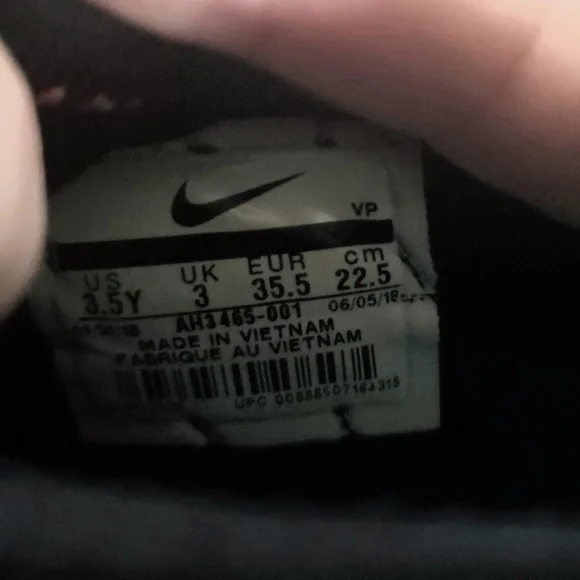 VP
US UK EUR cm
3.5Y 3 35.5 22.5
AH3465-001 06/05/18
MADE IN VIETNAM
FABRIQUE AU VIETNAM
UPC